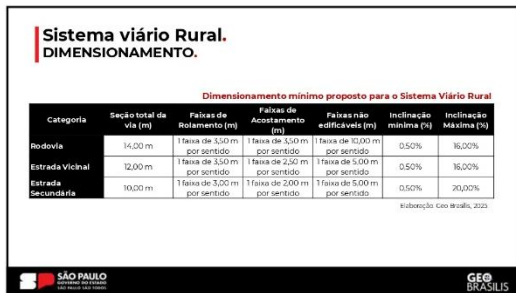 Sistema viário Rural.
DIMENSIONAMENTO.
Dimensionamento mínimo proposto para o Sistema Viário Rural
Categoria | Seção total da via (m) | Faixas de Rolamento (m) | Faixas de Acostamento (m) | Faixas não edificáveis (m) | Inclinação mínima (%) | Inclinação Máxima (%)
Rodovia | 14,00 m | 1 faixa de 3,50 m por sentido | 1 faixa de 3,50 m por sentido | 1 faixa de 10,00 m por sentido | 0,50% | 16,00%
Estrada Vicinal | 12,00 m | 1 faixa de 3,50 m por sentido | 1 faixa de 2,50 m por sentido | 1 faixa de 5,00 m por sentido | 0,50% | 16,00%
Estrada Secundária | 10,00 m | 1 faixa de 3,00 m por sentido | 1 faixa de 2,00 m por sentido | 1 faixa de 5,00 m por sentido | 0,50% | 20,00%
Elaboração: Geo Brasilis, 2023
SÃO PAULO
GOVERNO DO ESTADO
SÃO PAULO SÃO TODOS
GEO
BRASILIS